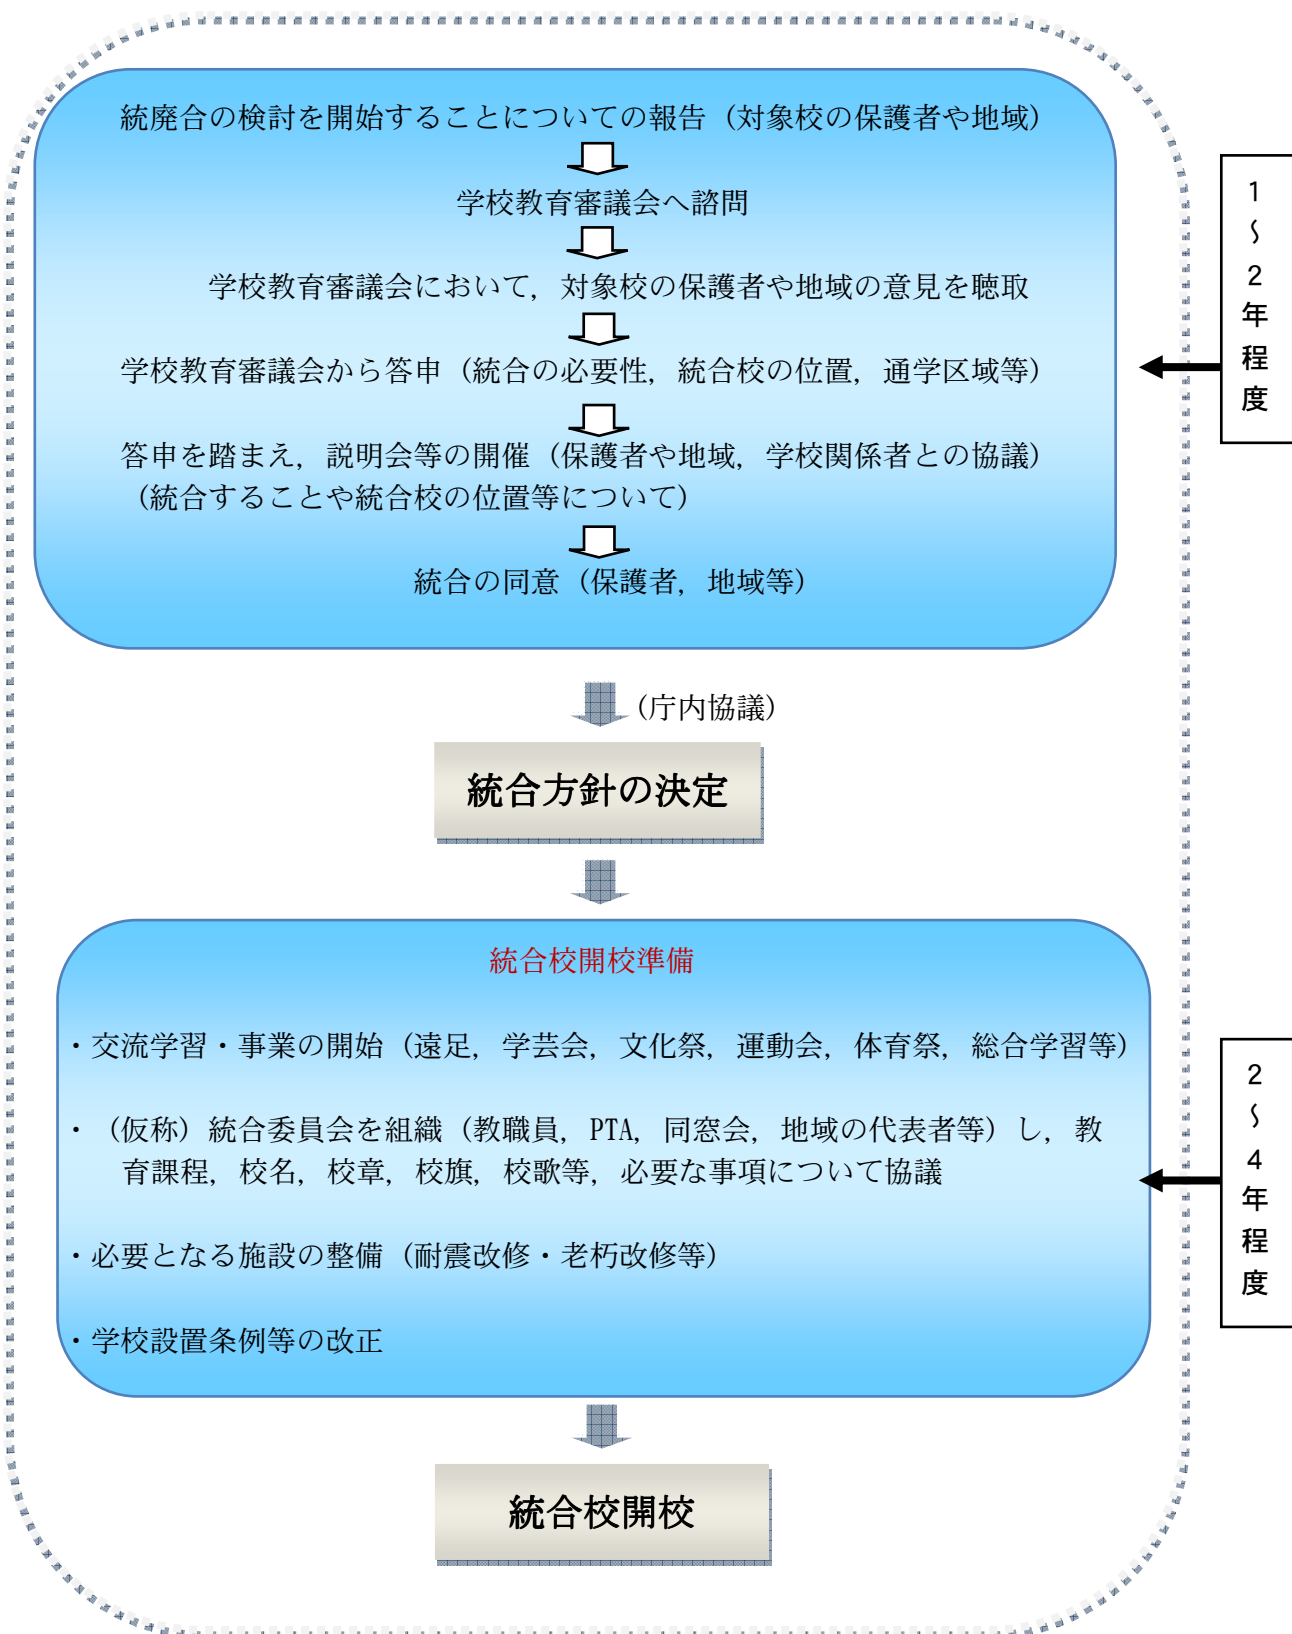 統廃合の検討を開始することについての報告（対象校の保護者や地域）
学校教育審議会へ諮問
学校教育審議会において，対象校の保護者や地域の意見を聴取
学校教育審議会から答申（統合の必要性，統合校の位置，通学区域等）
答申を踏まえ，説明会等の開催（保護者や地域，学校関係者との協議）
（統合することや統合校の位置等について）
統合の同意（保護者，地域等）
1～2年程度
（庁内協議）
統合方針の決定
統合校開校準備
・交流学習・事業の開始（遠足，学芸会，文化祭，運動会，体育祭，総合学習等）
・（仮称）統合委員会を組織（教職員，PTA，同窓会，地域の代表者等）し，教
育課程，校名，校章，校旗，校歌等，必要な事項について協議
・必要となる施設の整備（耐震改修・老朽改修等）
・学校設置条例等の改正
2～4年程度
統合校開校